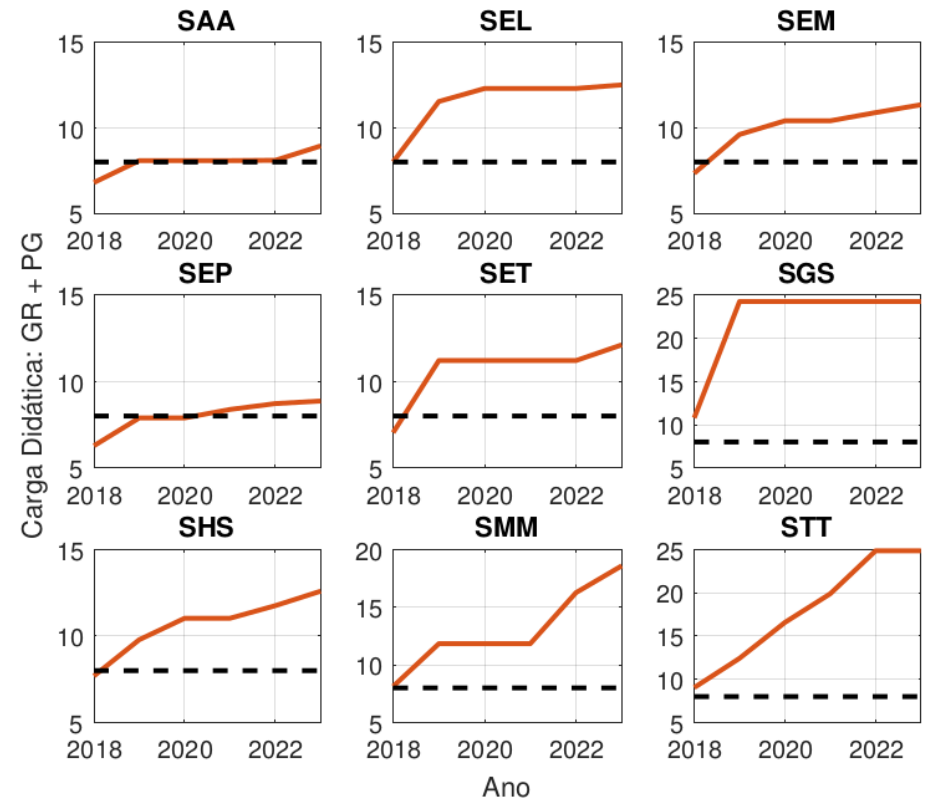 SAA SEL SEM
15 15 15
10 10 10
5 5 5
2018 2020 2022 2018 2020 2022 2018 2020 2022
SEP SET SGS
15 15 25
20
15
10 10 10
5 5 5
2018 2020 2022 2018 2020 2022 2018 2020 2022
SHS SMM STT
15 20 25
20
15 15
10 10 10
5 5 5
2018 2020 2022 2018 2020 2022 2018 2020 2022
Carga Didática: GR + PG
Ano